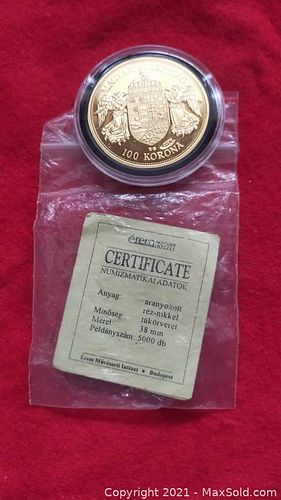 100 KORONA
érem
CERTIFICATE
NUMIZMATIKAI ADATOK
Anyag: aranyozott
réz-nikkel
Minőség: tükörveret
Méret: 38 mm
Példányszám: 5000 db
Érem Művészeti Intézet • Budapest
Copyright © 2021 - MaxSold.com